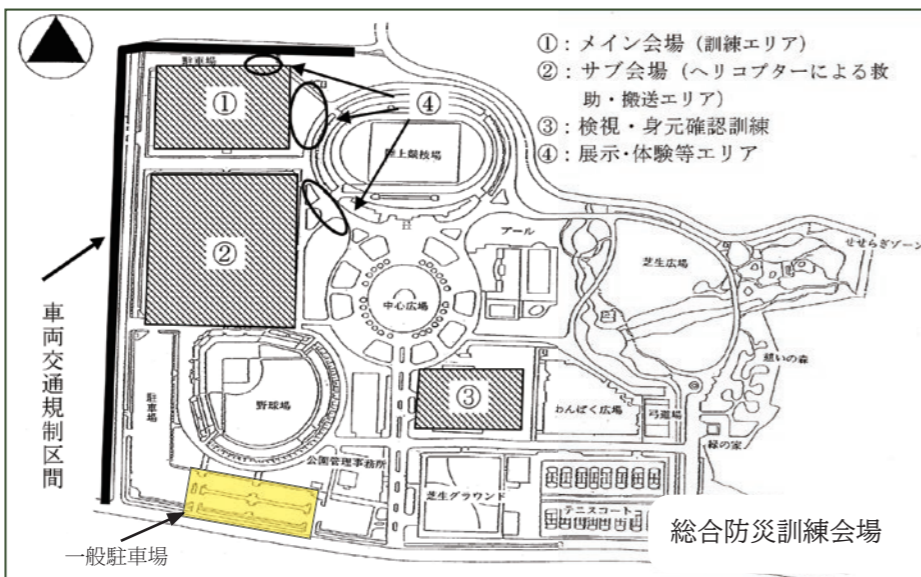 ①：メイン会場（訓練エリア）
②：サブ会場（ヘリコプターによる救
助・搬送エリア）
③：検視・身元確認訓練
④：展示・体験等エリア
駐車場
①
④
陸上競技場
②
プール
芝生広場
せせらぎゾーン
中心広場
車両交通規制区間
憩いの森
駐車場
野球場
③
わんぱく広場
弓道場
緑の家
公園管理事務所
芝生グラウンド
テニスコート
総合防災訓練会場
一般駐車場